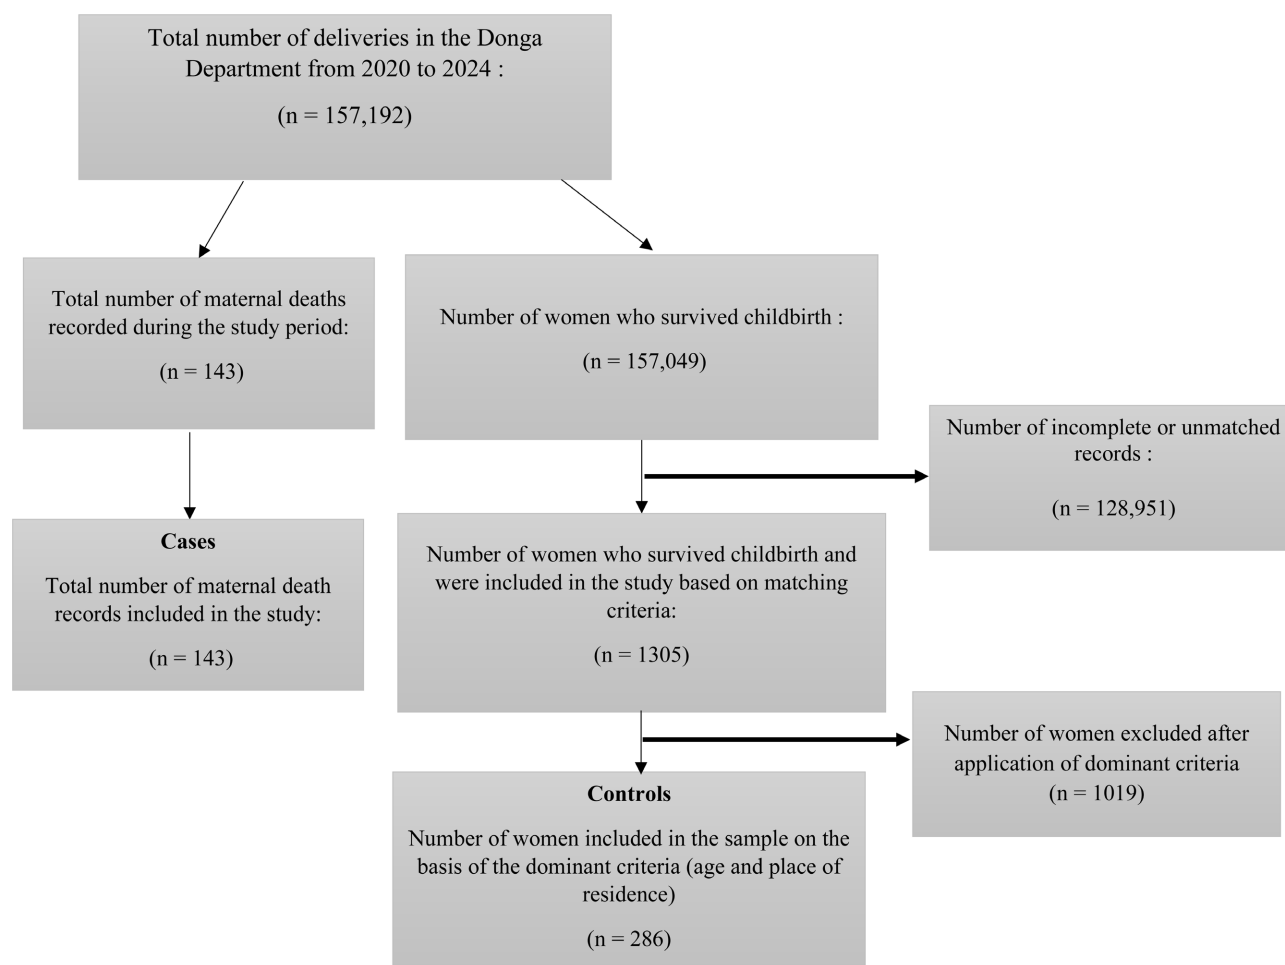 Total number of deliveries in the Donga
Department from 2020 to 2024 :
(n = 157,192)
Total number of maternal deaths
recorded during the study period:
(n = 143)
Number of women who survived childbirth :
(n = 157,049)
Number of incomplete or unmatched
records :
(n = 128,951)
Cases
Total number of maternal death
records included in the study:
(n = 143)
Number of women who survived childbirth and
were included in the study based on matching
criteria:
(n = 1305)
Number of women excluded after
application of dominant criteria
(n = 1019)
Controls
Number of women included in the sample on the
basis of the dominant criteria (age and place of
residence)
(n = 286)